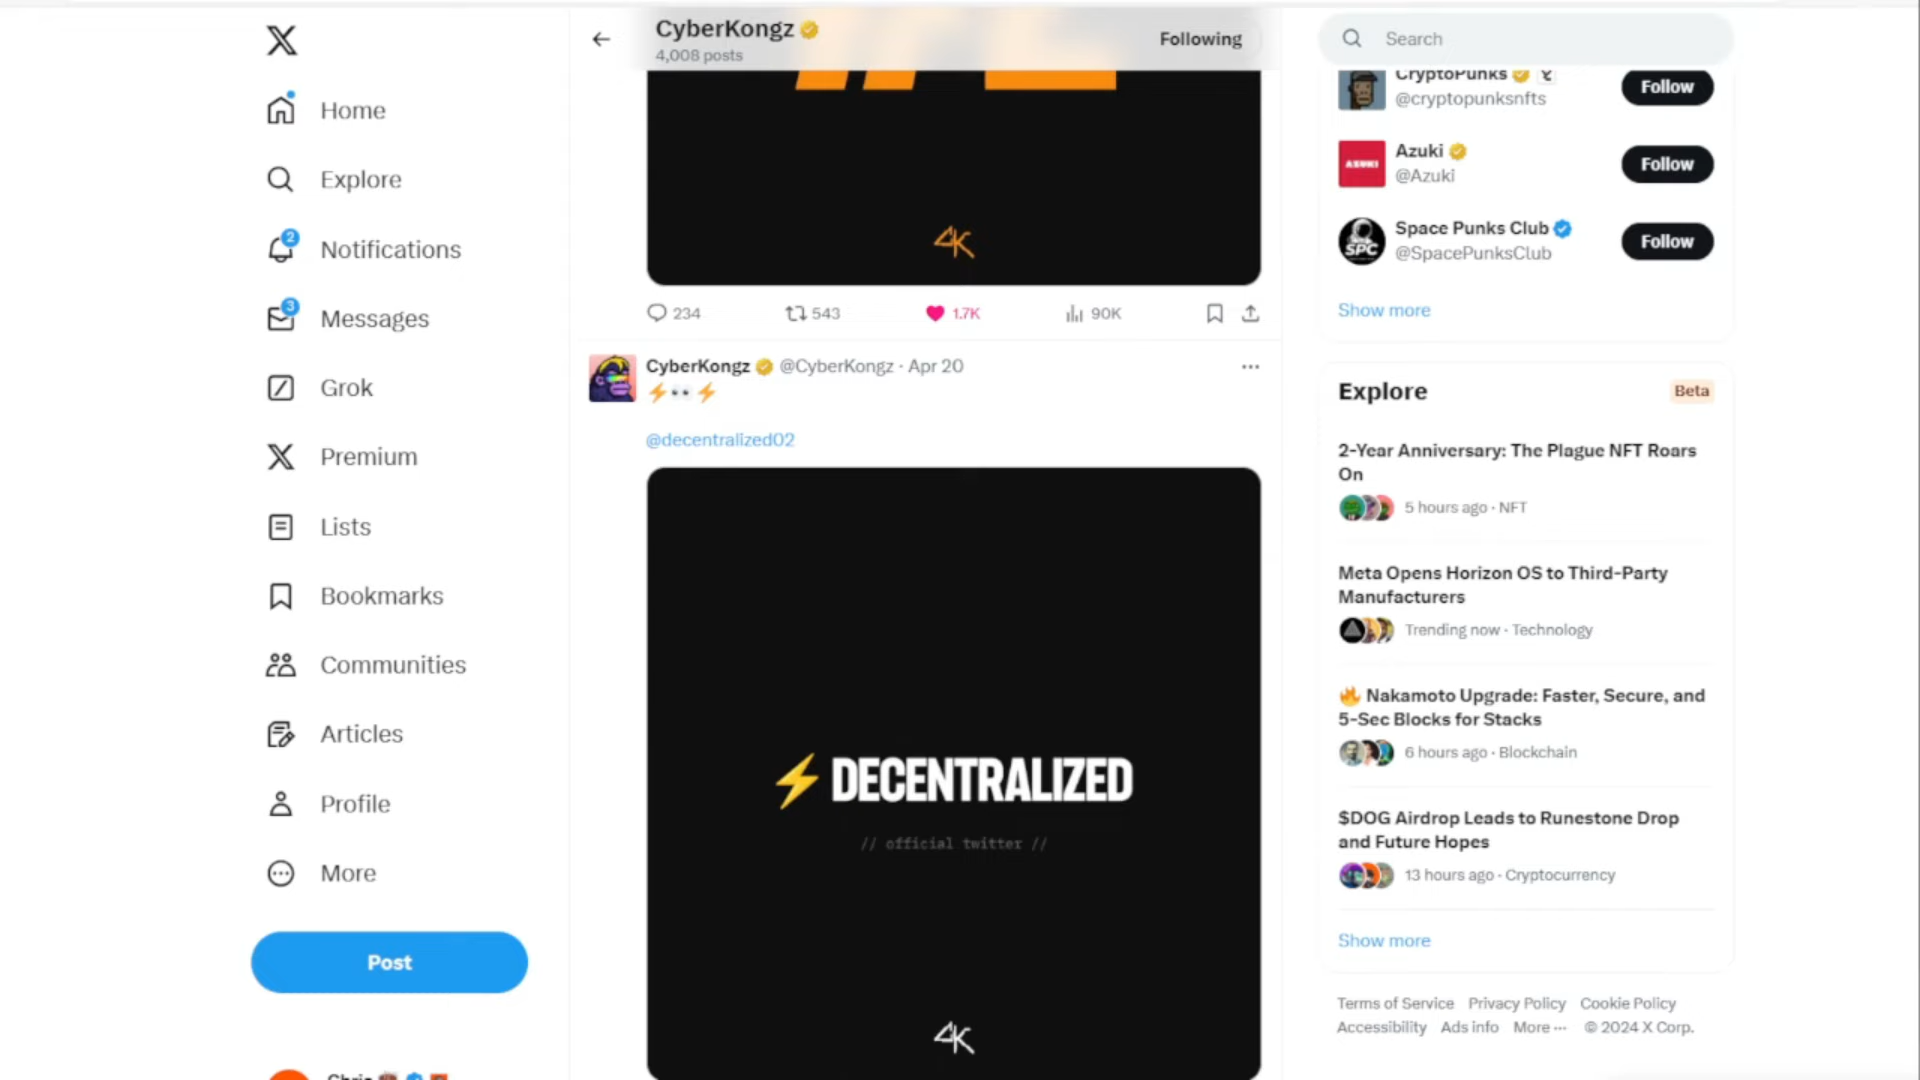 Home
Explore
2
Notifications
3
Messages
Grok
Premium
Lists
Bookmarks
Communities
Articles
Profile
More
Post
CyberKongz
4,008 posts
Following
4K
234
543
1.7K
90K
CyberKongz @CyberKongz · Apr 20
⚡👀⚡
@decentralized02
⚡ DECENTRALIZED
// official twitter //
4K
Search
CryptoPunks
@cryptopunksnfts
Follow
AZUKI
Azuki
@Azuki
Follow
SPC
Space Punks Club
@SpacePunksClub
Follow
Show more
Explore
Beta
2-Year Anniversary: The Plague NFT Roars
On
5 hours ago · NFT
Meta Opens Horizon OS to Third-Party
Manufacturers
Trending now · Technology
🔥 Nakamoto Upgrade: Faster, Secure, and
5-Sec Blocks for Stacks
6 hours ago · Blockchain
$DOG Airdrop Leads to Runestone Drop
and Future Hopes
13 hours ago · Cryptocurrency
Show more
Terms of Service Privacy Policy Cookie Policy
Accessibility Ads info More ··· © 2024 X Corp.